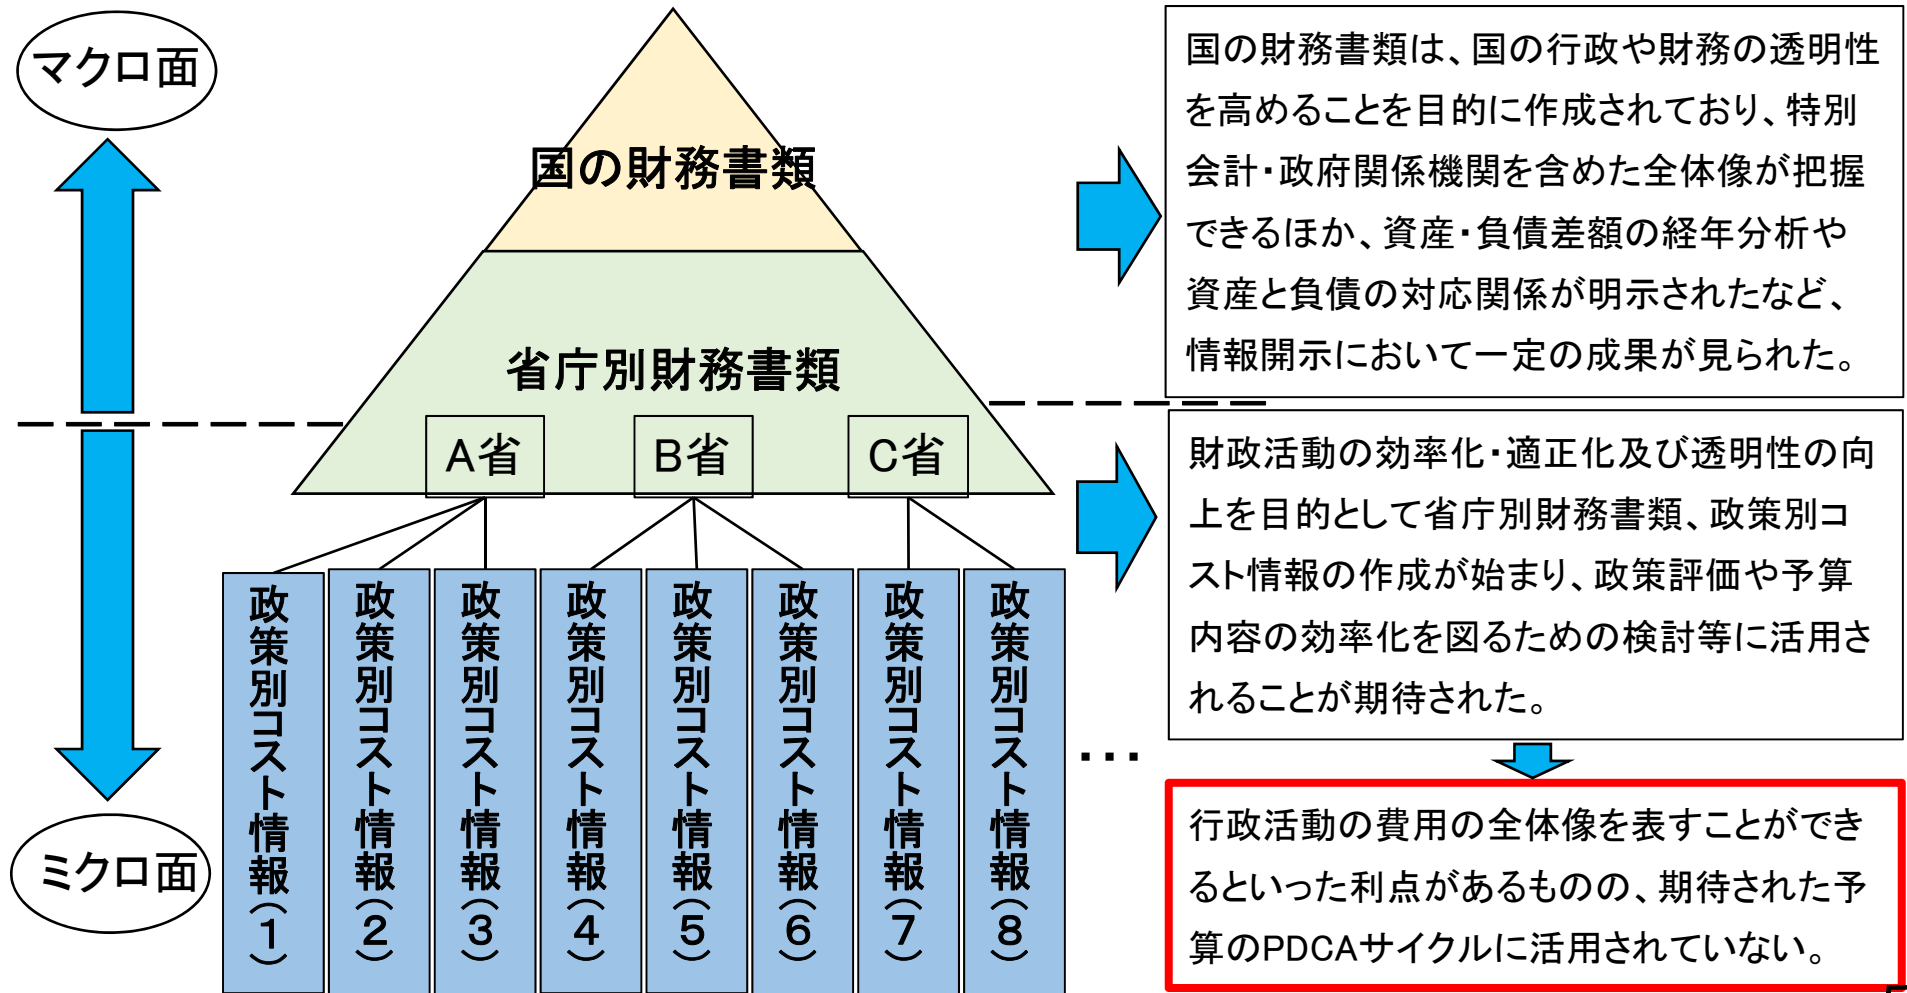 マクロ面
国の財務書類
省庁別財務書類
A省
B省
C省
政策別コスト情報(1)
政策別コスト情報(2)
政策別コスト情報(3)
政策別コスト情報(4)
政策別コスト情報(5)
政策別コスト情報(6)
政策別コスト情報(7)
政策別コスト情報(8)
･･･
ミクロ面
国の財務書類は、国の行政や財務の透明性
を高めることを目的に作成されており、特別
会計・政府関係機関を含めた全体像が把握
できるほか、資産・負債差額の経年分析や
資産と負債の対応関係が明示されたなど、
情報開示において一定の成果が見られた。
財政活動の効率化・適正化及び透明性の向
上を目的として省庁別財務書類、政策別コ
スト情報の作成が始まり、政策評価や予算
内容の効率化を図るための検討等に活用さ
れることが期待された。
行政活動の費用の全体像を表すことができ
るといった利点があるものの、期待された予
算のPDCAサイクルに活用されていない。